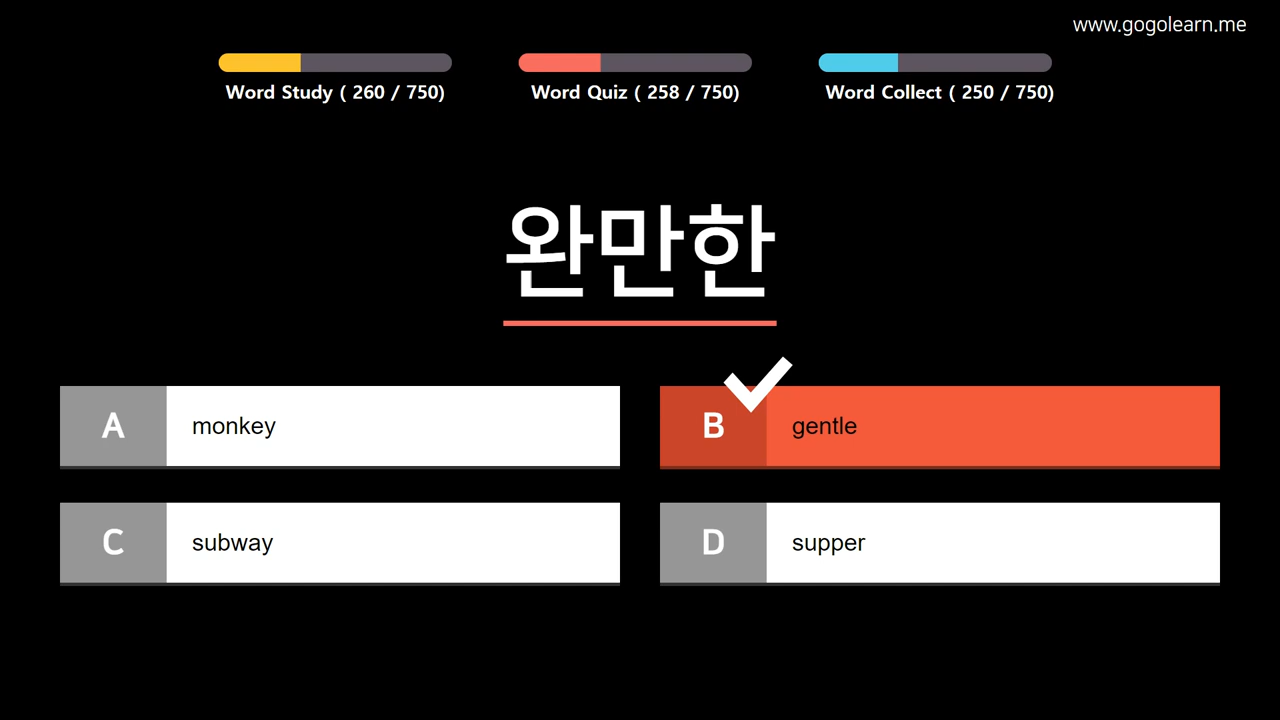 www.gogolearn.me
Word Study ( 260 / 750)
Word Quiz ( 258 / 750)
Word Collect ( 250 / 750)
완만한
A monkey
B gentle
C subway
D supper